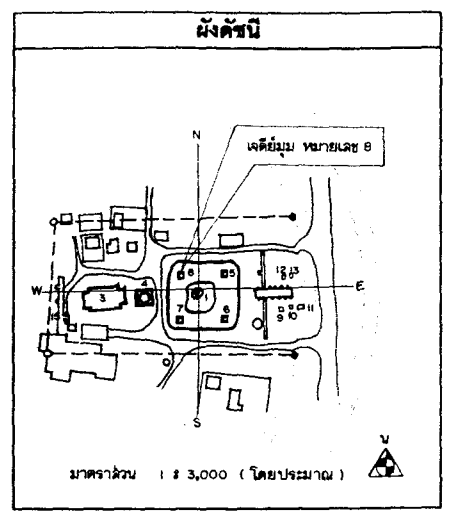 ผังดัชนี
N
เจดีย์มุม หมายเลข 8
8 5 12 13
W 3 4 1 E
7 6 9 10 11
S
น
มาตราส่วน 1 : 3,000 ( โดยประมาณ )